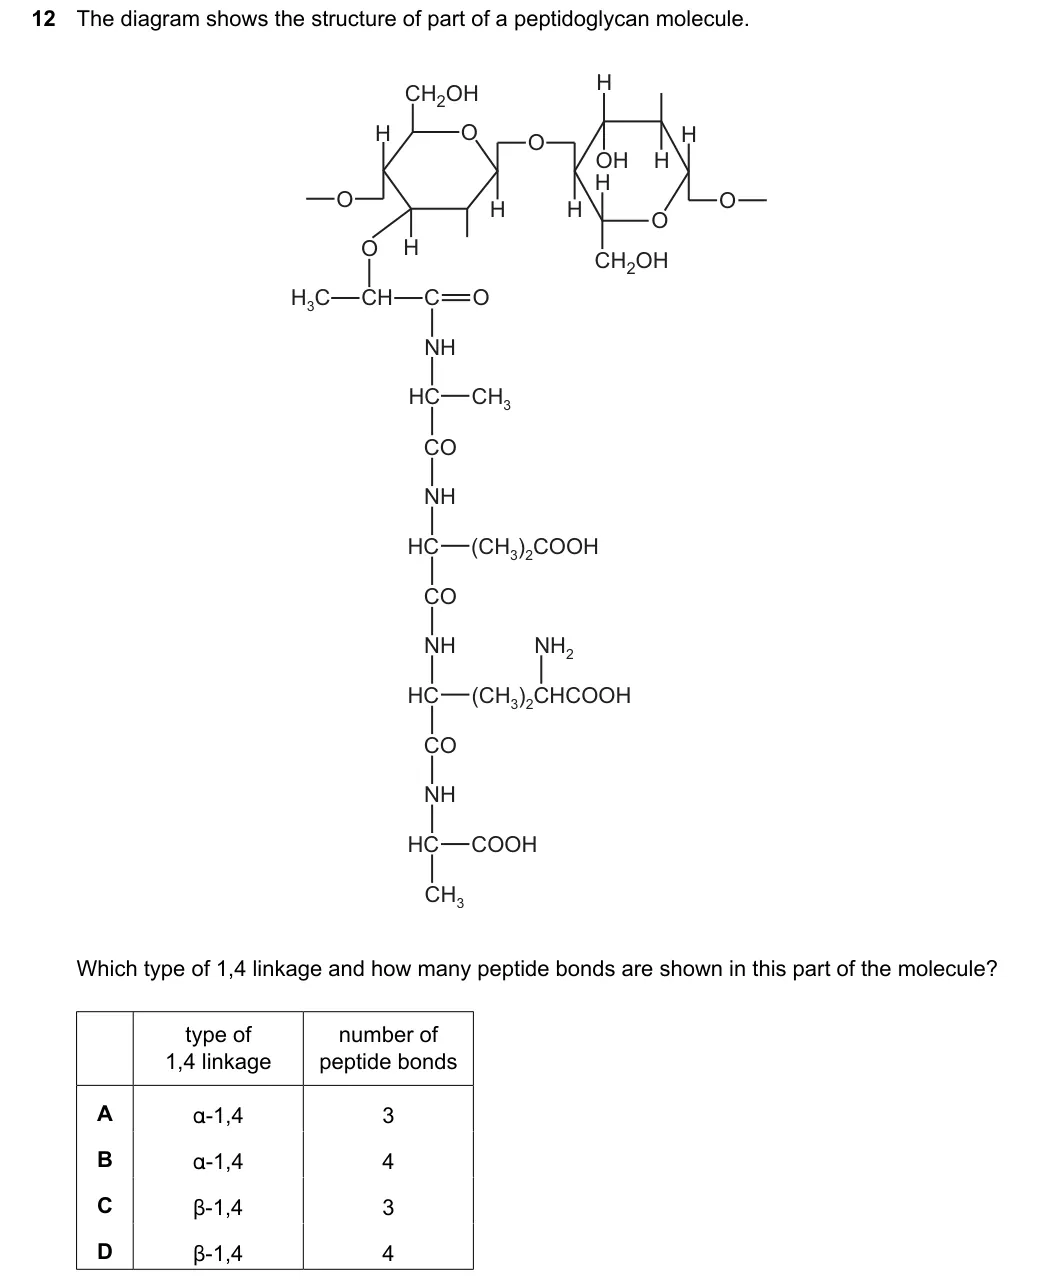 12 The diagram shows the structure of part of a peptidoglycan molecule.
H
CH₂OH
H O O H
OH H
H
O H H O O
O H CH₂OH
H₃C—CH—C=O
NH
HC—CH₃
CO
NH
HC—(CH₃)₂COOH
CO
NH NH₂
HC—(CH₃)₂CHCOOH
CO
NH
HC—COOH
CH₃
Which type of 1,4 linkage and how many peptide bonds are shown in this part of the molecule?
type of number of
1,4 linkage peptide bonds
A α-1,4 3
B α-1,4 4
C β-1,4 3
D β-1,4 4